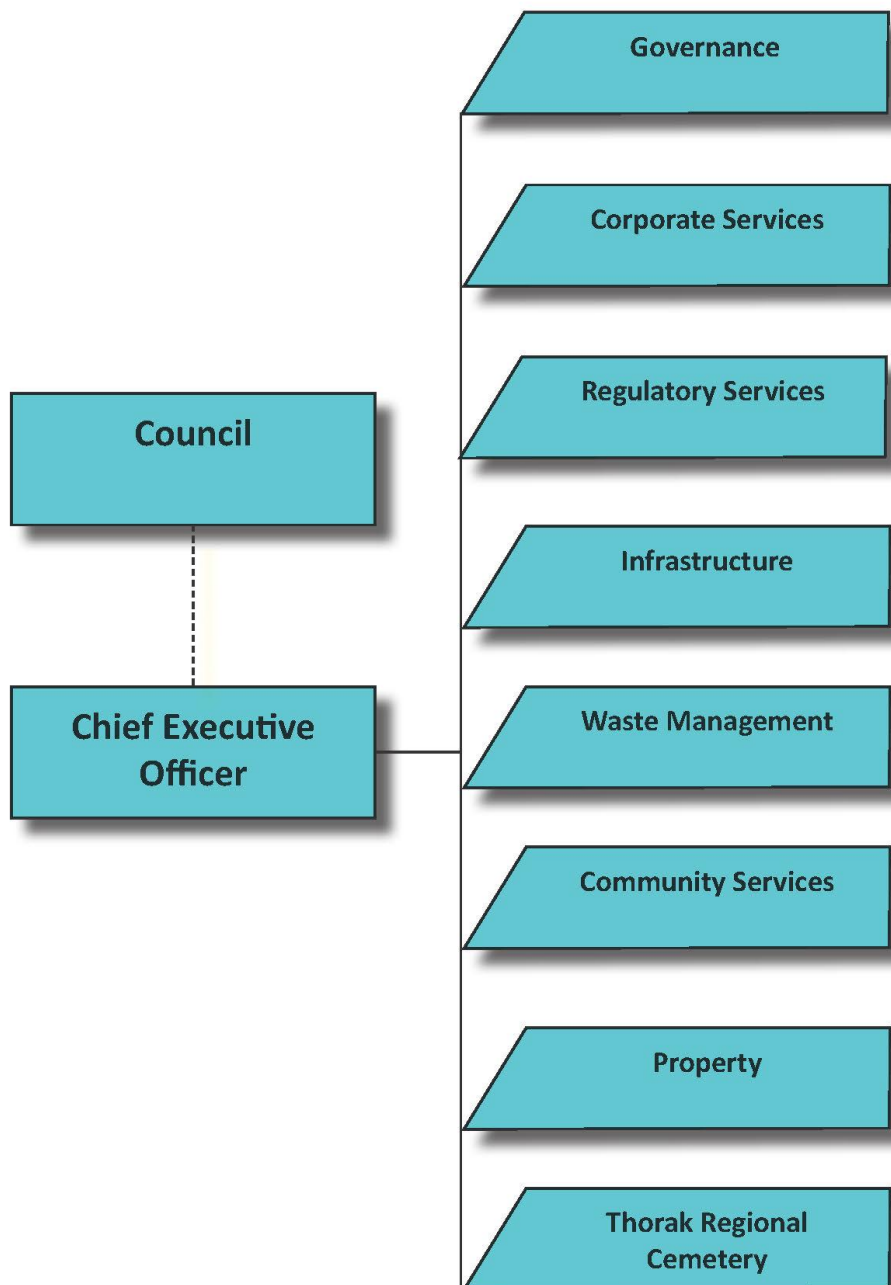 Council
Chief Executive
Officer
Governance
Corporate Services
Regulatory Services
Infrastructure
Waste Management
Community Services
Property
Thorak Regional
Cemetery